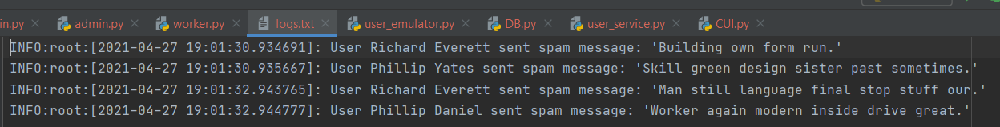 in.py admin.py worker.py logs.txt user_emulator.py DB.py user_service.py CUI.py
INFO:root:[2021-04-27 19:01:30.934691]: User Richard Everett sent spam message: 'Building own form run.'
INFO:root:[2021-04-27 19:01:30.935667]: User Phillip Yates sent spam message: 'Skill green design sister past sometimes.'
INFO:root:[2021-04-27 19:01:32.943765]: User Richard Everett sent spam message: 'Man still language final stop stuff our.'
INFO:root:[2021-04-27 19:01:32.944777]: User Phillip Daniel sent spam message: 'Worker again modern inside drive great.'